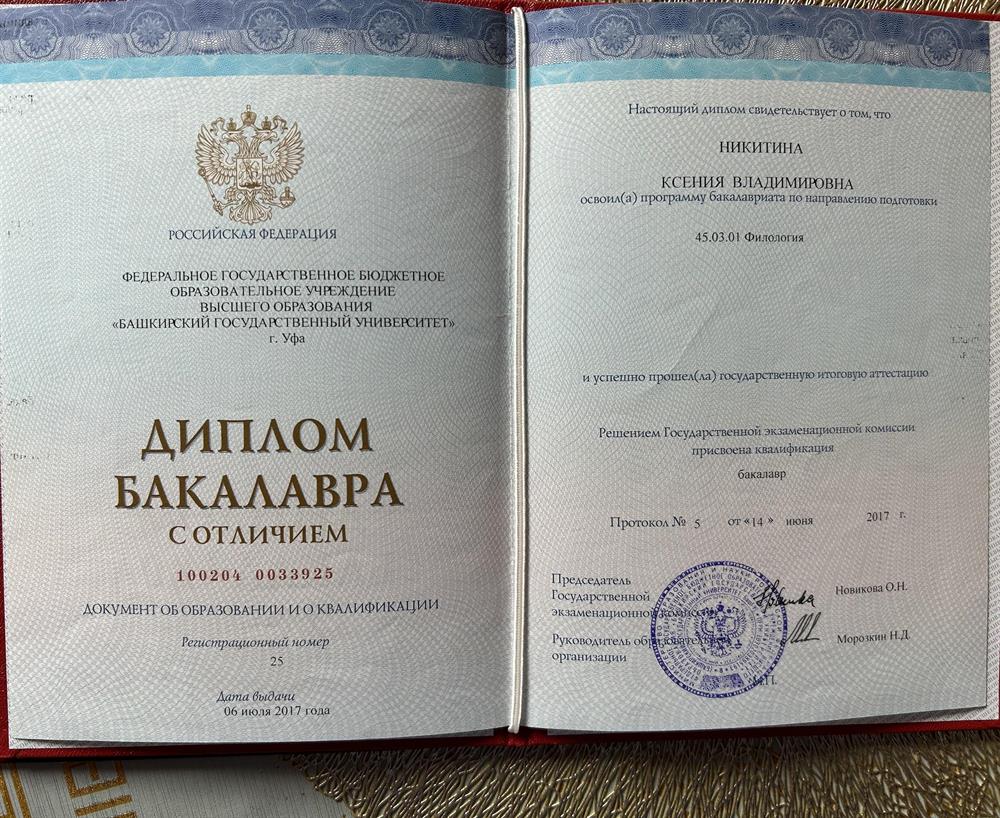 РОССИЙСКАЯ ФЕДЕРАЦИЯ
ФЕДЕРАЛЬНОЕ ГОСУДАРСТВЕННОЕ БЮДЖЕТНОЕ
ОБРАЗОВАТЕЛЬНОЕ УЧРЕЖДЕНИЕ
ВЫСШЕГО ОБРАЗОВАНИЯ
«БАШКИРСКИЙ ГОСУДАРСТВЕННЫЙ УНИВЕРСИТЕТ»
г. Уфа
ДИПЛОМ
БАКАЛАВРА
С ОТЛИЧИЕМ
100204 0033925
ДОКУМЕНТ ОБ ОБРАЗОВАНИИ И О КВАЛИФИКАЦИИ
Регистрационный номер
25
Дата выдачи
06 июля 2017 года
Настоящий диплом свидетельствует о том, что
НИКИТИНА
КСЕНИЯ ВЛАДИМИРОВНА
освоил(а) программу бакалавриата по направлению подготовки
45.03.01 Филология
и успешно прошел(ла) государственную итоговую аттестацию
Решением Государственной экзаменационной комиссии
присвоена квалификация
бакалавр
Протокол № 5 от «14» июня 2017 г.
Председатель
Государственной
экзаменационной комиссии
Новикова О.Н.
Руководитель образовательной
организации
Морозкин Н.Д.
М.П.